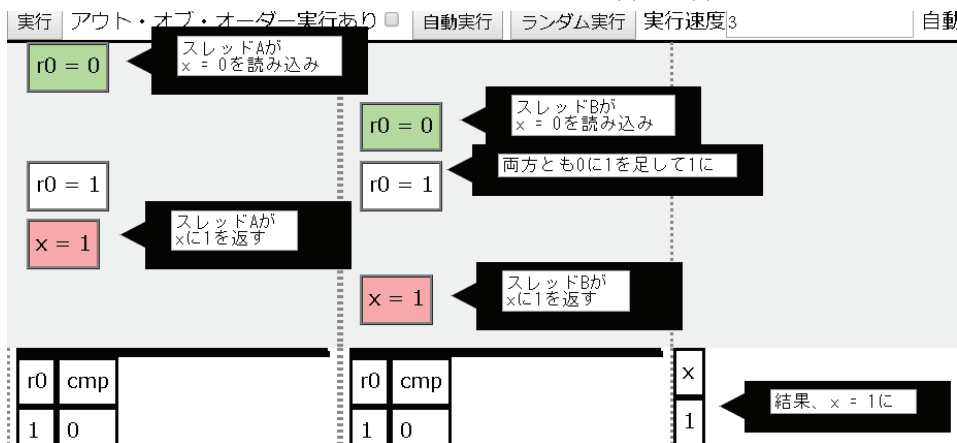 実行 アウト・オブ・オーダー実行あり 自動実行 ランダム実行 実行速度3 自動
r0 = 0
スレッドAが
x = 0を読み込み
r0 = 0
スレッドBが
x = 0を読み込み
r0 = 1
r0 = 1
両方とも0に1を足して1に
x = 1
スレッドAが
xに1を返す
x = 1
スレッドBが
xに1を返す
r0 cmp
1 0
r0 cmp
1 0
x
1
結果、x = 1に